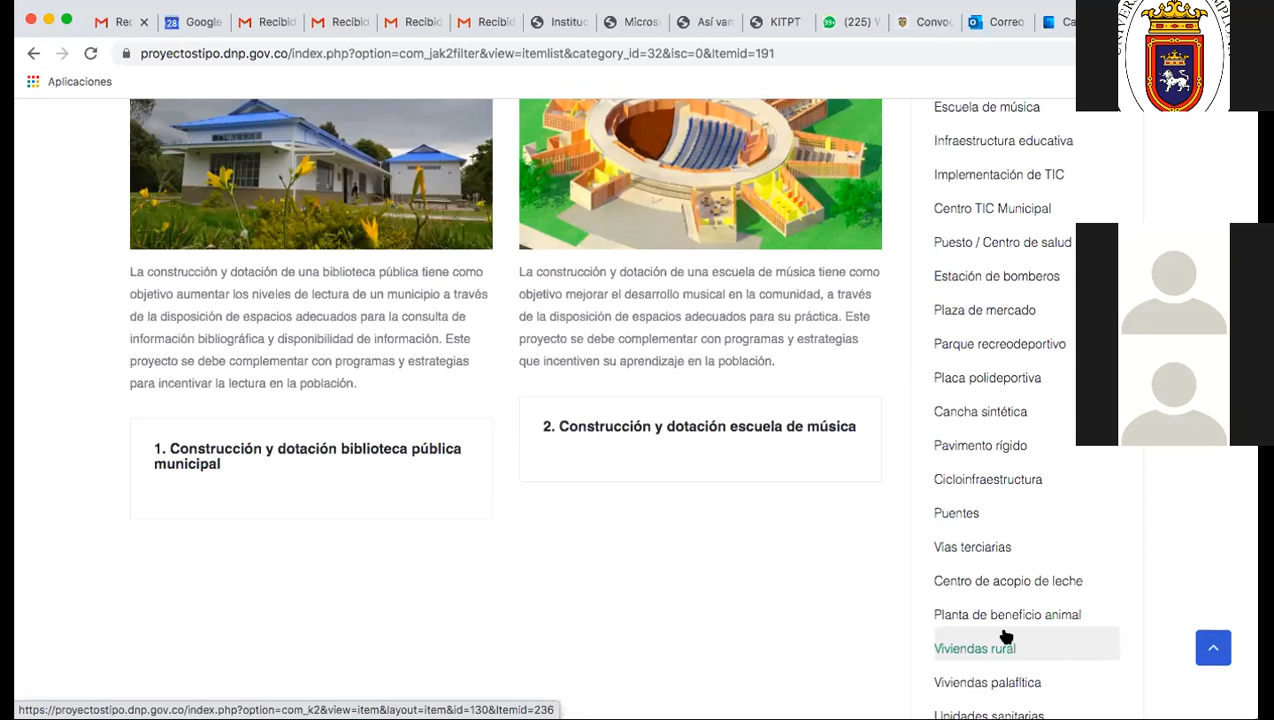 Rec
Google
Recibid
Recibido
Recibid
Recibid
Instituc
Micros
Así van
KITPT
(225)
Convoc
Correo
Ca
proyectostipo.dnp.gov.co/index.php?option=com_jak2filter&view=itemlist&category_id=32&isc=0&Itemid=191
Aplicaciones
La construcción y dotación de una biblioteca pública tiene como
objetivo aumentar los niveles de lectura de un municipio a través
de la disposición de espacios adecuados para la consulta de
información bibliográfica y disponibilidad de información. Este
proyecto se debe complementar con programas y estrategias
para incentivar la lectura en la población.
1. Construcción y dotación biblioteca pública
municipal
La construcción y dotación de una escuela de música tiene como
objetivo mejorar el desarrollo musical en la comunidad, a través
de la disposición de espacios adecuados para su práctica. Este
proyecto se debe complementar con programas y estrategias
que incentiven su aprendizaje en la población.
2. Construcción y dotación escuela de música
Escuela de música
Infraestructura educativa
Implementación de TIC
Centro TIC Municipal
Puesto / Centro de salud
Estación de bomberos
Plaza de mercado
Parque recreodeportivo
Placa polideportiva
Cancha sintética
Pavimento rígido
Cicloinfraestructura
Puentes
Vías terciarias
Centro de acopio de leche
Planta de beneficio animal
Viviendas rural
Viviendas palafítica
Unidades sanitarias
https://proyectostipo.dnp.gov.co/index.php?option=com_k2&view=item&layout=item&id=130&Itemid=236